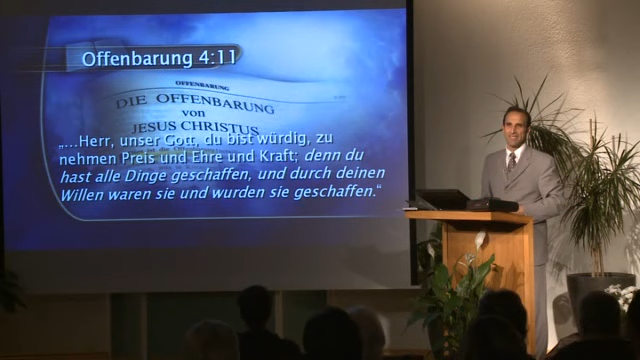 Offenbarung 4:11
OFFENBARUNG
DIE OFFENBARUNG
von
JESUS CHRISTUS
„...Herr, unser Gott, du bist würdig, zu
nehmen Preis und Ehre und Kraft; denn du
hast alle Dinge geschaffen, und durch deinen
Willen waren sie und wurden sie geschaffen.“